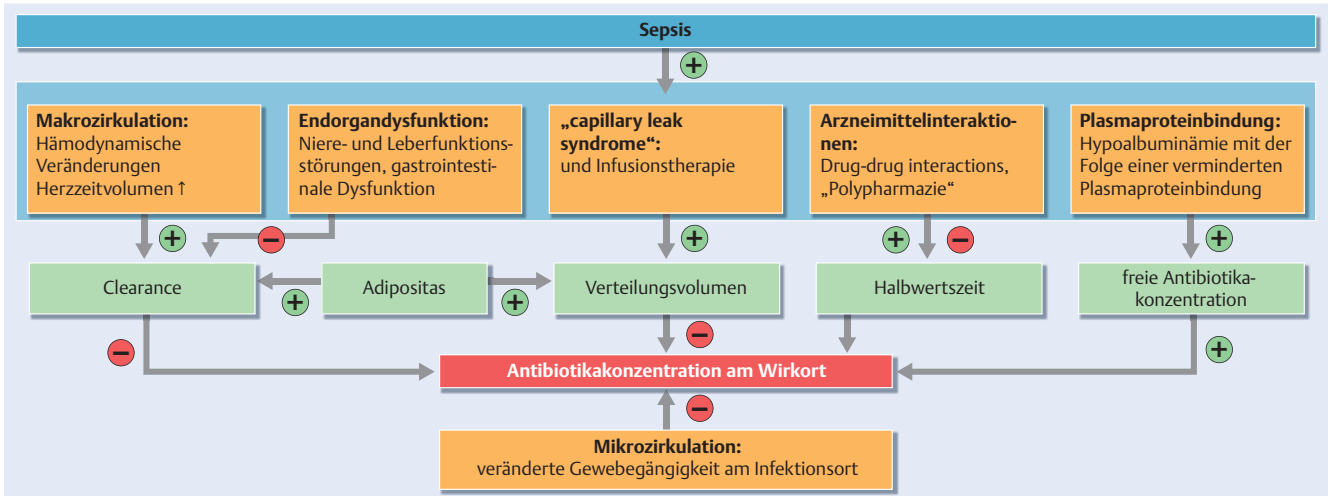 Sepsis
+
Makrozirkulation:
Hämodynamische
Veränderungen
Herzzeitvolumen ↑
Endorgandysfunktion:
Niere- und Leberfunktions-
störungen, gastrointesti-
nale Dysfunktion
„capillary leak
syndrome“:
und Infusionstherapie
Arzneimittelinteraktio-
nen:
Drug-drug interactions,
„Polypharmazie“
Plasmaproteinbindung:
Hypoalbuminämie mit der
Folge einer verminderten
Plasmaproteinbindung
+
−
+
+
−
+
Clearance
+
Adipositas
+
Verteilungsvolumen
Halbwertszeit
freie Antibiotika-
konzentration
−
−
+
Antibiotikakonzentration am Wirkort
−
Mikrozirkulation:
veränderte Gewebegängigkeit am Infektionsort